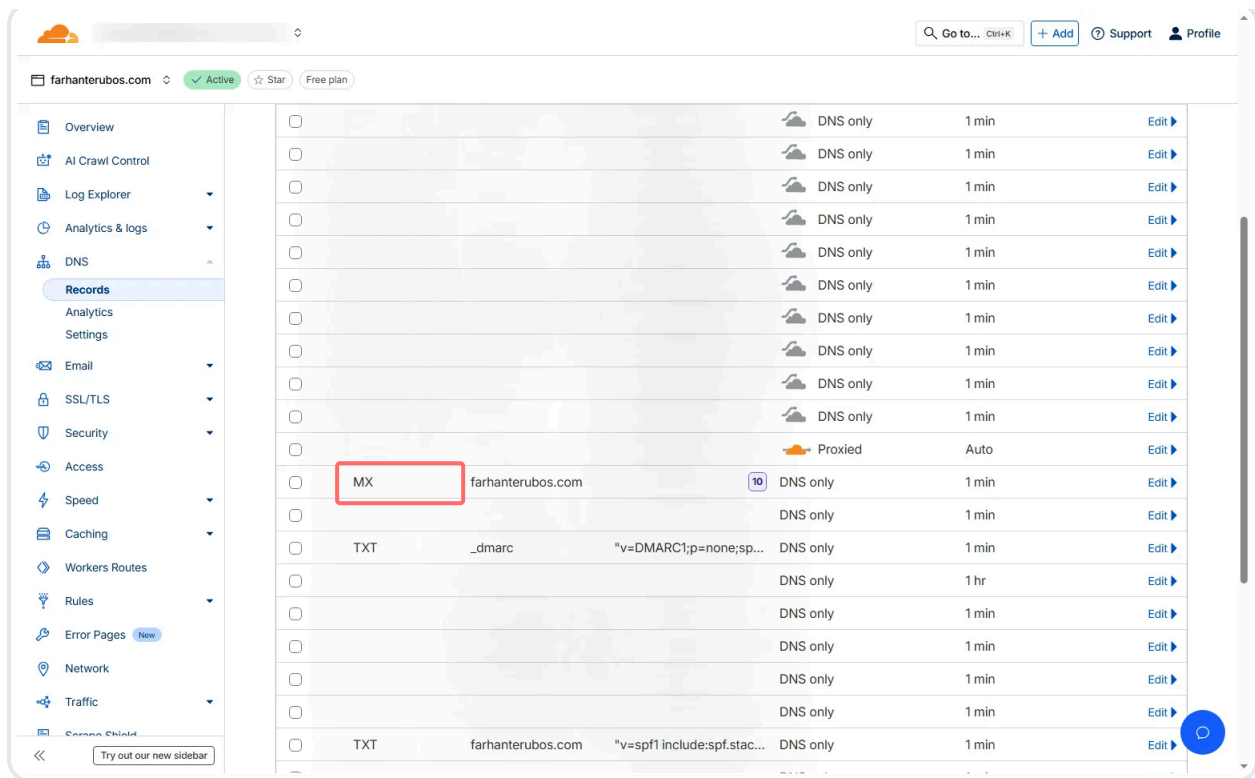 Go to... Ctrl+K + Add Support Profile
farhanterubos.com Active Star Free plan
Overview
AI Crawl Control
Log Explorer
Analytics & logs
DNS
Records
Analytics
Settings
Email
SSL/TLS
Security
Access
Speed
Caching
Workers Routes
Rules
Error Pages New
Network
Traffic
Scrape Shield
Try out our new sidebar
DNS only 1 min Edit
DNS only 1 min Edit
DNS only 1 min Edit
DNS only 1 min Edit
DNS only 1 min Edit
DNS only 1 min Edit
DNS only 1 min Edit
DNS only 1 min Edit
DNS only 1 min Edit
DNS only 1 min Edit
Proxied Auto Edit
MX farhanterubos.com 10 DNS only 1 min Edit
DNS only 1 min Edit
TXT _dmarc "v=DMARC1;p=none;sp... DNS only 1 min Edit
DNS only 1 hr Edit
DNS only 1 min Edit
DNS only 1 min Edit
DNS only 1 min Edit
DNS only 1 min Edit
TXT farhanterubos.com "v=spf1 include:spf.stac... DNS only 1 min Edit